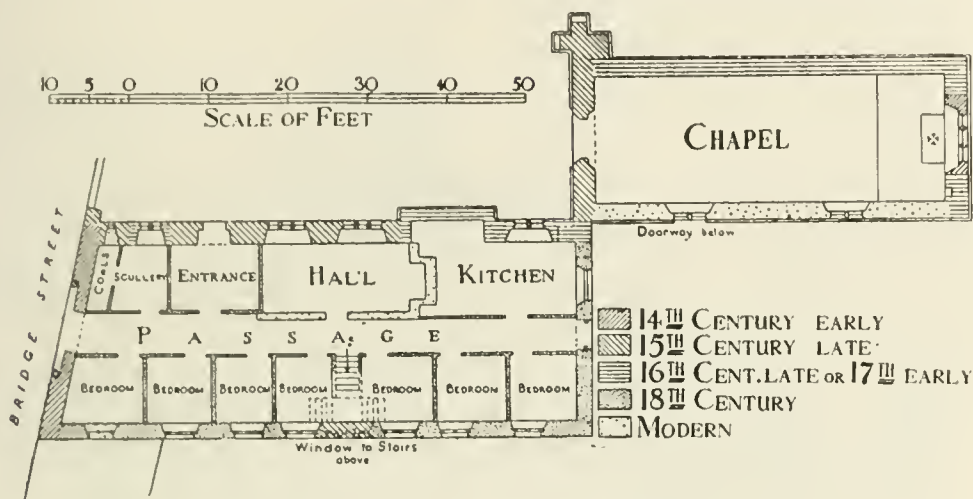 10 5 0 10 20 30 40 50
SCALE OF FEET
CHAPEL
Doorway below
BRIDGE STREET
COALS
SCULLERY
ENTRANCE
HALL
KITCHEN
PASSAGE
BEDROOM
BEDROOM
BEDROOM
BEDROOM
BEDROOM
BEDROOM
BEDROOM
Window to Stairs
above
14TH CENTURY EARLY
15TH CENTURY LATE
16TH CENT. LATE OR 17TH EARLY
18TH CENTURY
MODERN